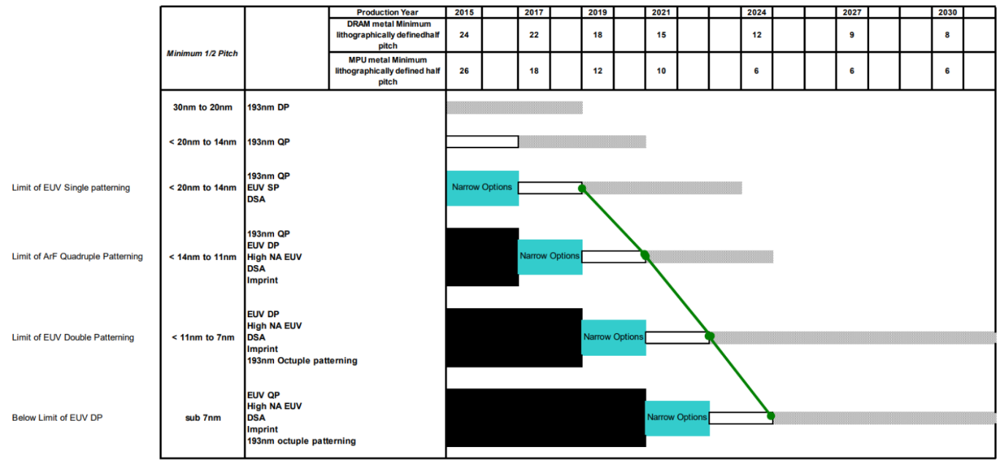 Production Year 2015 2017 2019 2021 2024 2027 2030
Minimum 1/2 Pitch
DRAM metal Minimum
lithographically definedhalf
pitch
24 22 18 15 12 9 8
MPU metal Minimum
lithographically defined half
pitch
26 18 12 10 6 6 6
30nm to 20nm 193nm DP
< 20nm to 14nm 193nm QP
Limit of EUV Single patterning
< 20nm to 14nm
193nm QP
EUV SP
DSA
Narrow Options
Limit of ArF Quadruple Patterning
< 14nm to 11nm
193nm QP
EUV DP
High NA EUV
DSA
Imprint
Narrow Options
Limit of EUV Double Patterning
< 11nm to 7nm
EUV DP
High NA EUV
DSA
Imprint
193nm Octuple patterning
Narrow Options
Below Limit of EUV DP
sub 7nm
EUV QP
High NA EUV
DSA
Imprint
193nm octuple patterning
Narrow Options